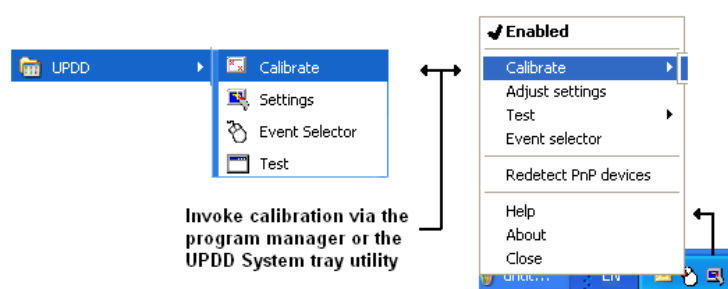 UPDD
Calibrate
Settings
Event Selector
Test
Invoke calibration via the
program manager or the
UPDD System tray utility
Enabled
Calibrate
Adjust settings
Test
Event selector
Redetect PnP devices
Help
About
Close
EN